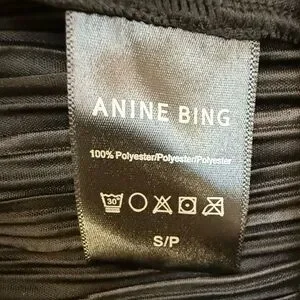 ANINE BING
100% Polyester/Polyester/Polyester
30°
S/P